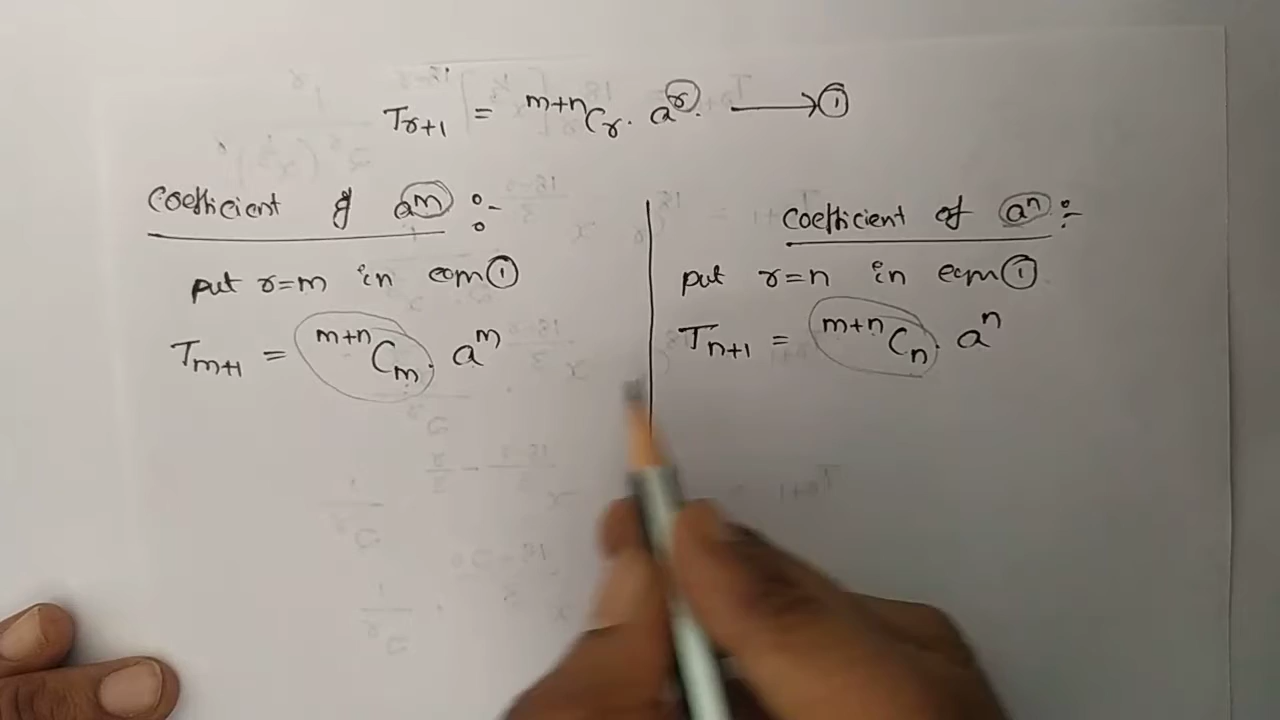 Tr+1 = m+nCr. a^r. → ①
Coefficient of a^m :-
put r=m in eqn ①
Tm+1 = m+nCm. a^m
Coefficient of a^n :-
put r=n in eqn ①
Tn+1 = m+nCn. a^n